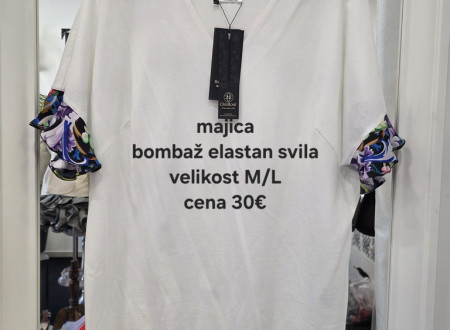 majica
bombaž elastan svila
velikost M/L
cena 30€